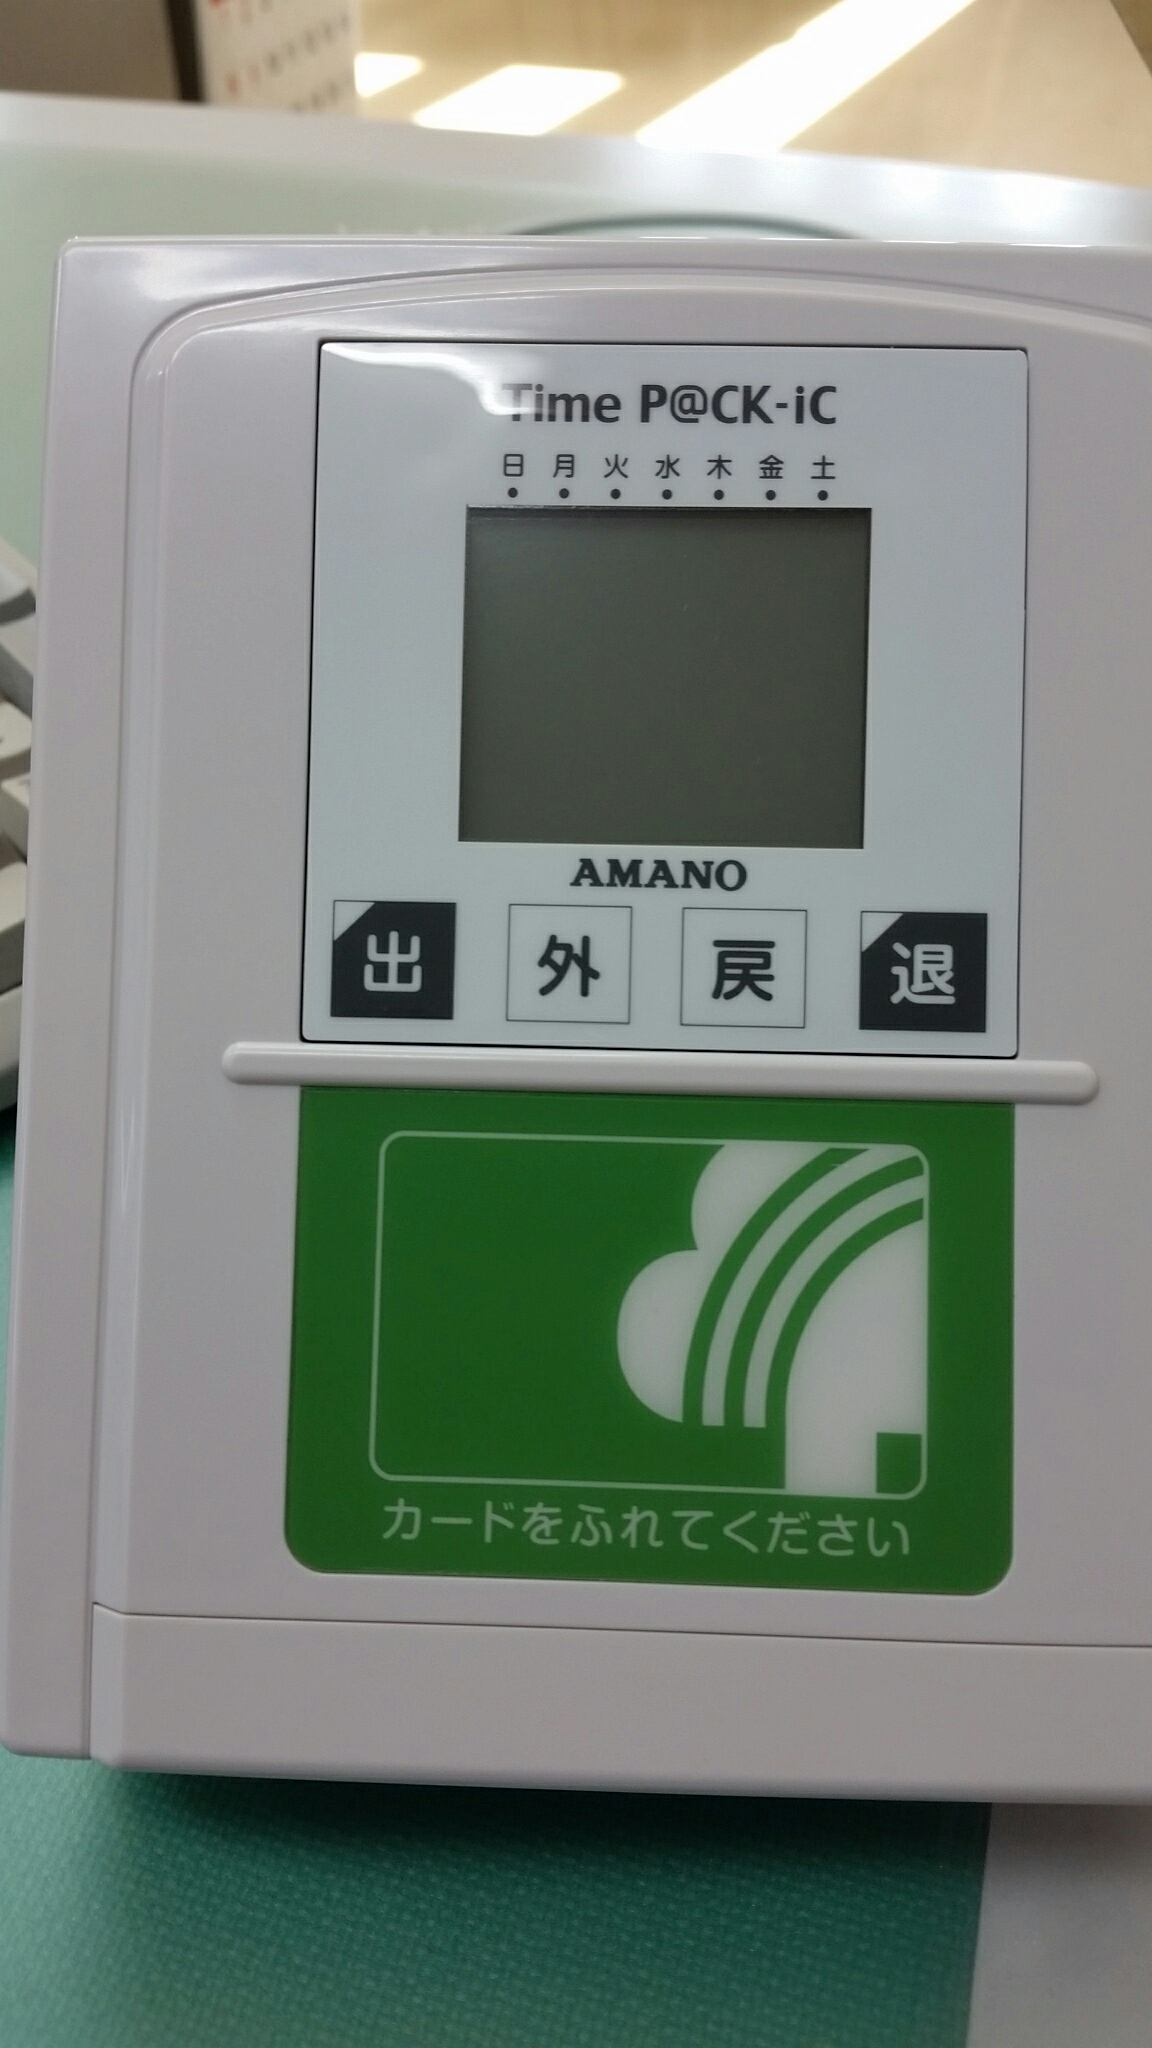 Time P@CK-iC
日 月 火 水 木 金 土
AMANO
出 外 戻 退
カードをふれてください